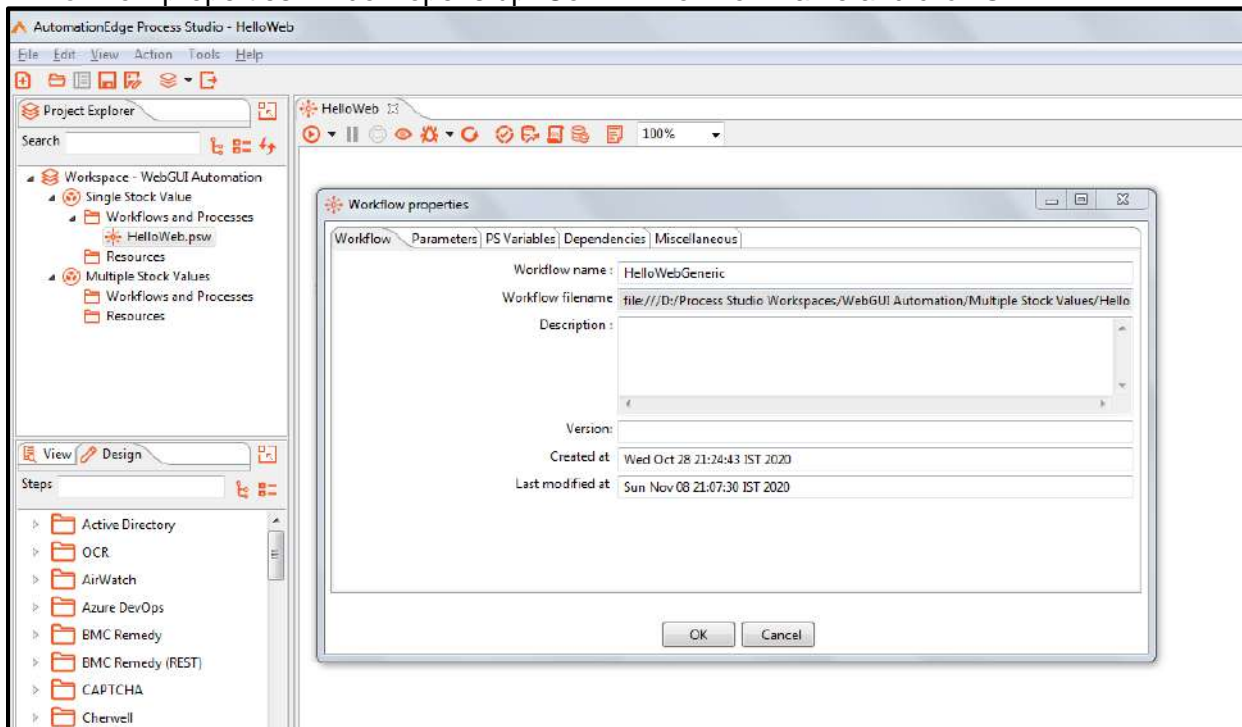 AutomationEdge Process Studio - HelloWeb
File Edit View Action Tools Help
Project Explorer
Search
Workspace - WebGUI Automation
Single Stock Value
Workflows and Processes
HelloWeb.psw
Resources
Multiple Stock Values
Workflows and Processes
Resources
View Design
Steps
Active Directory
OCR
AirWatch
Azure DevOps
BMC Remedy
BMC Remedy (REST)
CAPTCHA
Cherwell
HelloWeb
100%
Workflow properties
Workflow Parameters PS Variables Dependencies Miscellaneous
Workflow name : HelloWebGeneric
Workflow filename file:///D:/Process Studio Workspaces/WebGUI Automation/Multiple Stock Values/Hello
Description :
Version:
Created at Wed Oct 28 21:24:43 IST 2020
Last modified at Sun Nov 08 21:07:30 IST 2020
OK Cancel